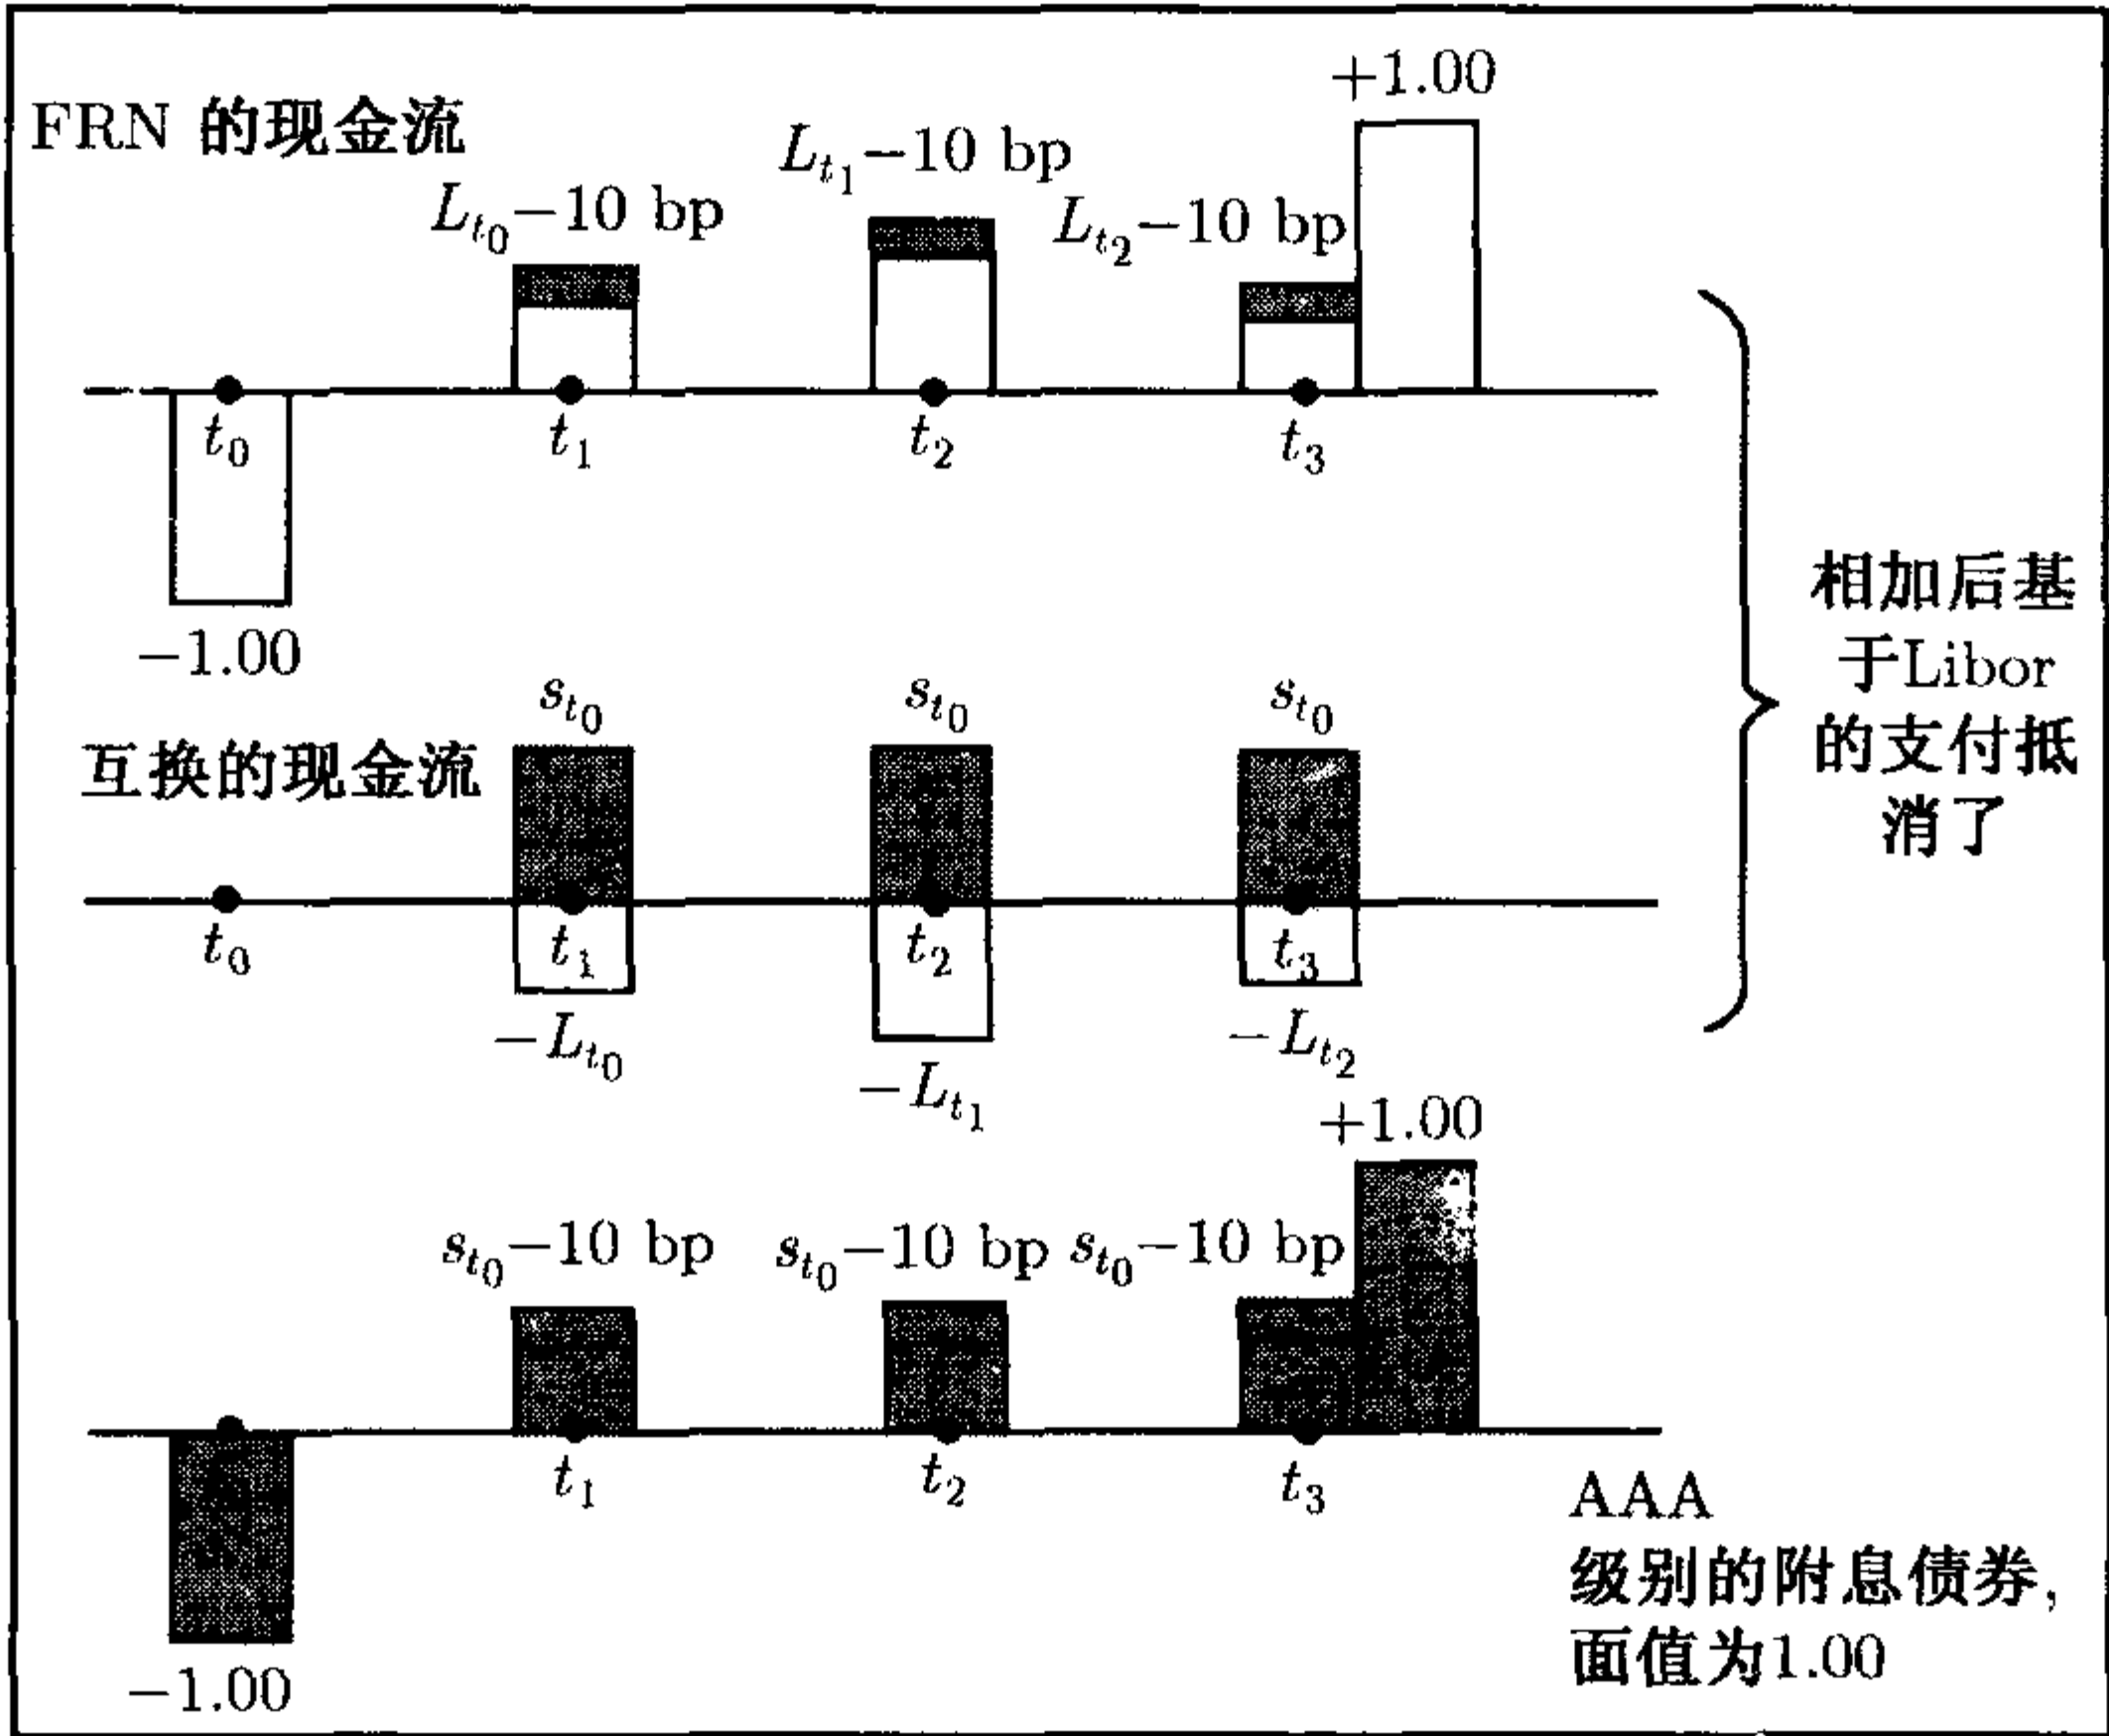 FRN 的现金流
+1.00
L_{t_0}−10 bp
L_{t_1}−10 bp
L_{t_2}−10 bp
t_0
t_1
t_2
t_3
−1.00
互换的现金流
s_{t_0}
s_{t_0}
s_{t_0}
t_0
t_1
t_2
t_3
−L_{t_0}
−L_{t_1}
−L_{t_2}
相加后基
于Libor
的支付抵
消了
+1.00
s_{t_0}−10 bp
s_{t_0}−10 bp
s_{t_0}−10 bp
t_1
t_2
t_3
−1.00
AAA
级别的附息债券,
面值为1.00